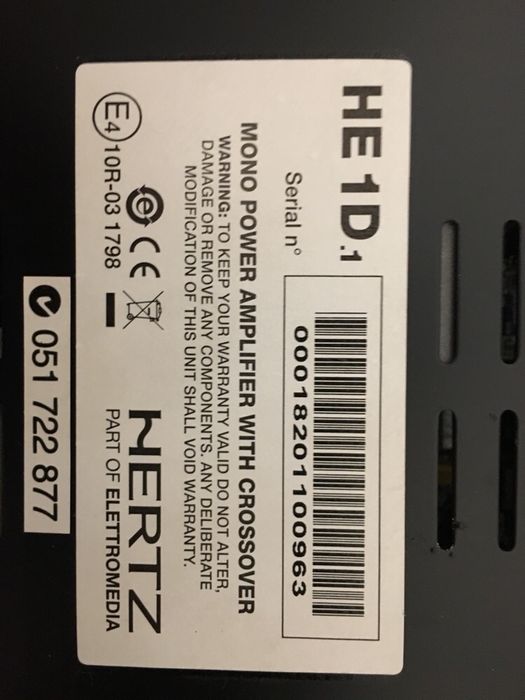 HE 1D.1
Serial n°
00018201100963
MONO POWER AMPLIFIER WITH CROSSOVER
WARNING: TO KEEP YOUR WARRANTY VALID DO NOT ALTER,
DAMAGE OR REMOVE ANY COMPONENTS. ANY DELIBERATE
MODIFICATION OF THIS UNIT SHALL VOID WARRANTY.
E4 10R-03 1798
e CE
HERTZ
PART OF ELETTROMEDIA
051 722 877